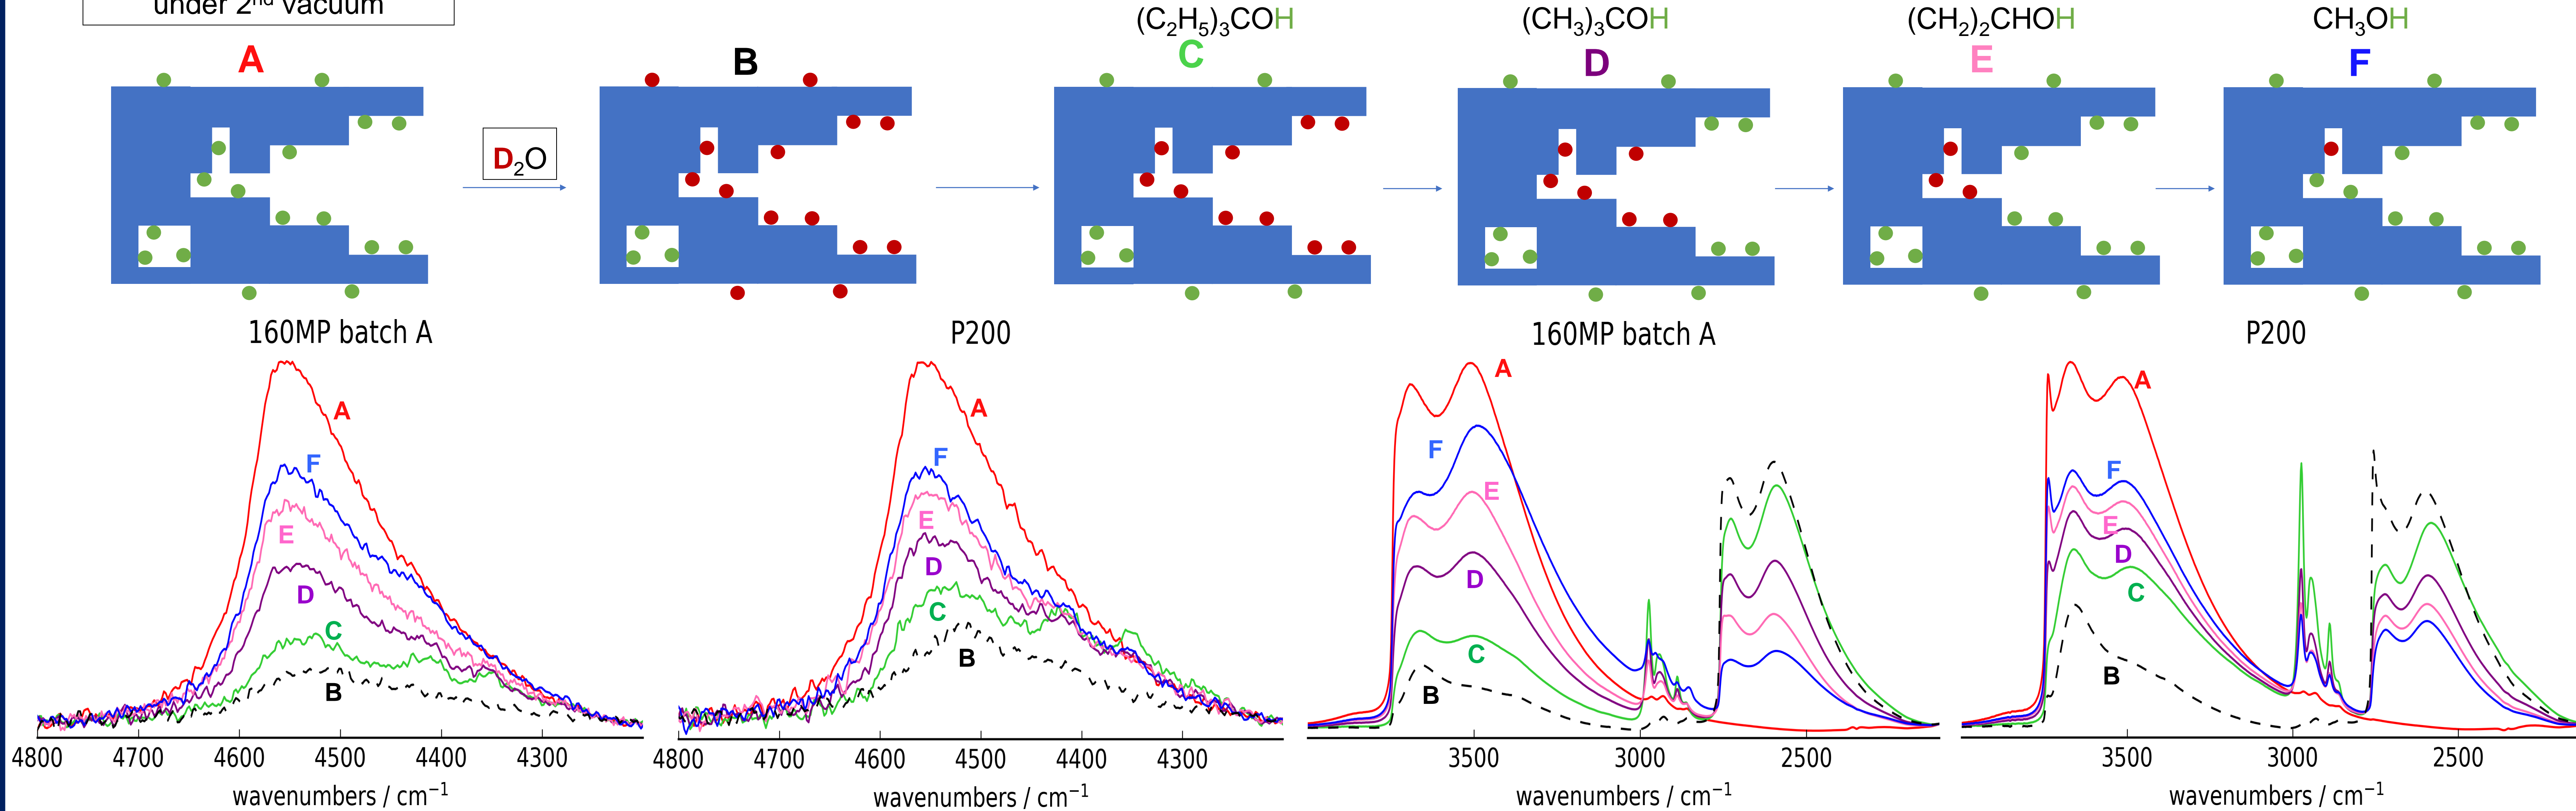 under 2nd vacuum
(C2H5)3COH
(CH3)3COH
(CH2)2CHOH
CH3OH
A
B
C
D
E
F
D2O
160MP batch A
P200
160MP batch A
P200
A
F
E
D
C
B
4800 4700 4600 4500 4400 4300
wavenumbers / cm−1
A
F
E
D
C
B
4800 4700 4600 4500 4400 4300
wavenumbers / cm−1
A
F
E
D
C
B
3500 3000 2500
wavenumbers / cm−1
A
F
E
D
C
B
3500 3000 2500
wavenumbers / cm−1